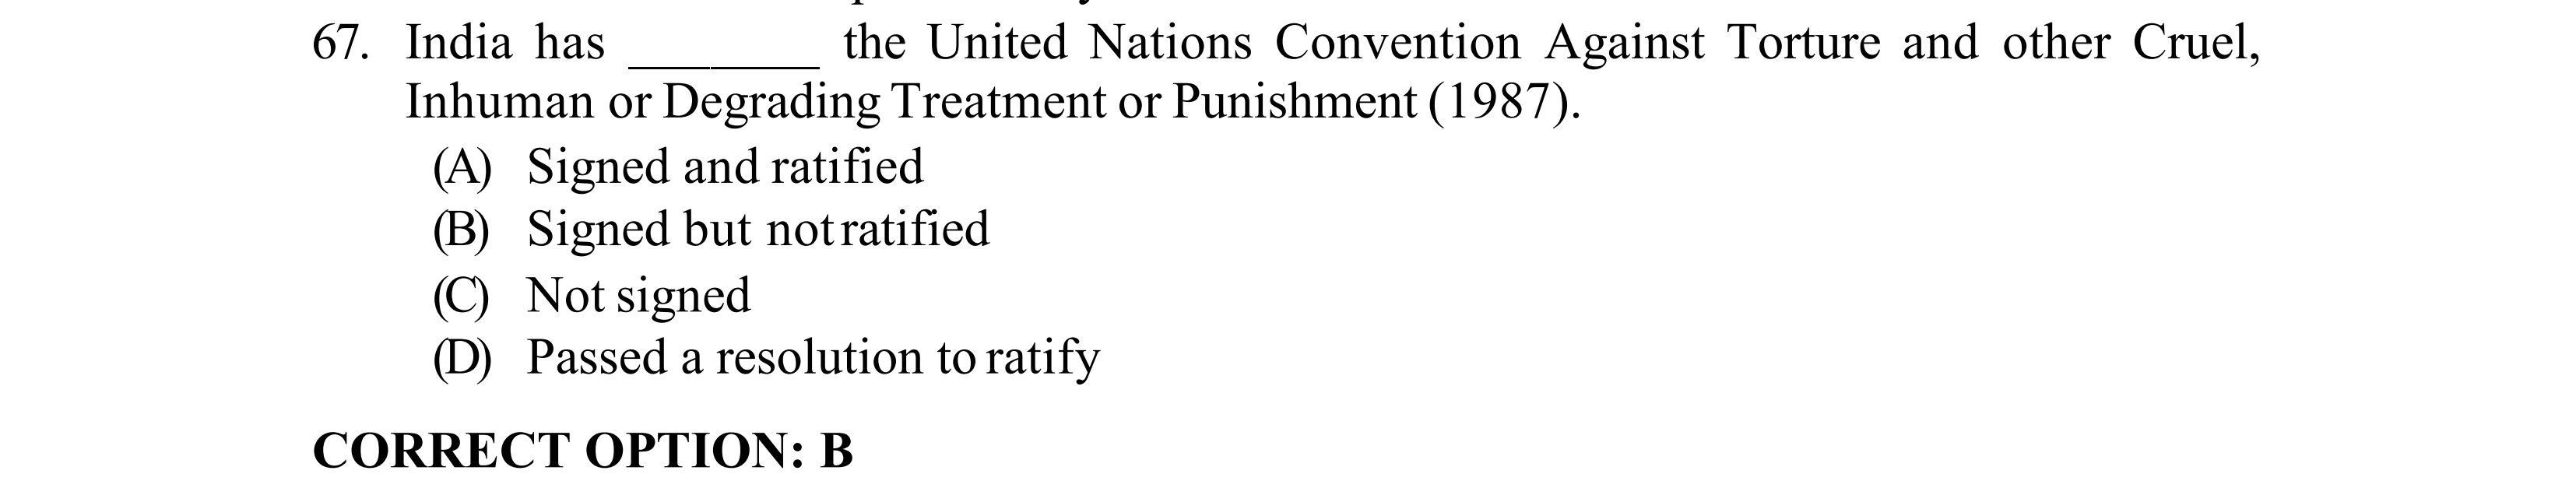 67. India has _______ the United Nations Convention Against Torture and other Cruel,
Inhuman or Degrading Treatment or Punishment (1987).
(A) Signed and ratified
(B) Signed but not ratified
(C) Not signed
(D) Passed a resolution to ratify
CORRECT OPTION: B